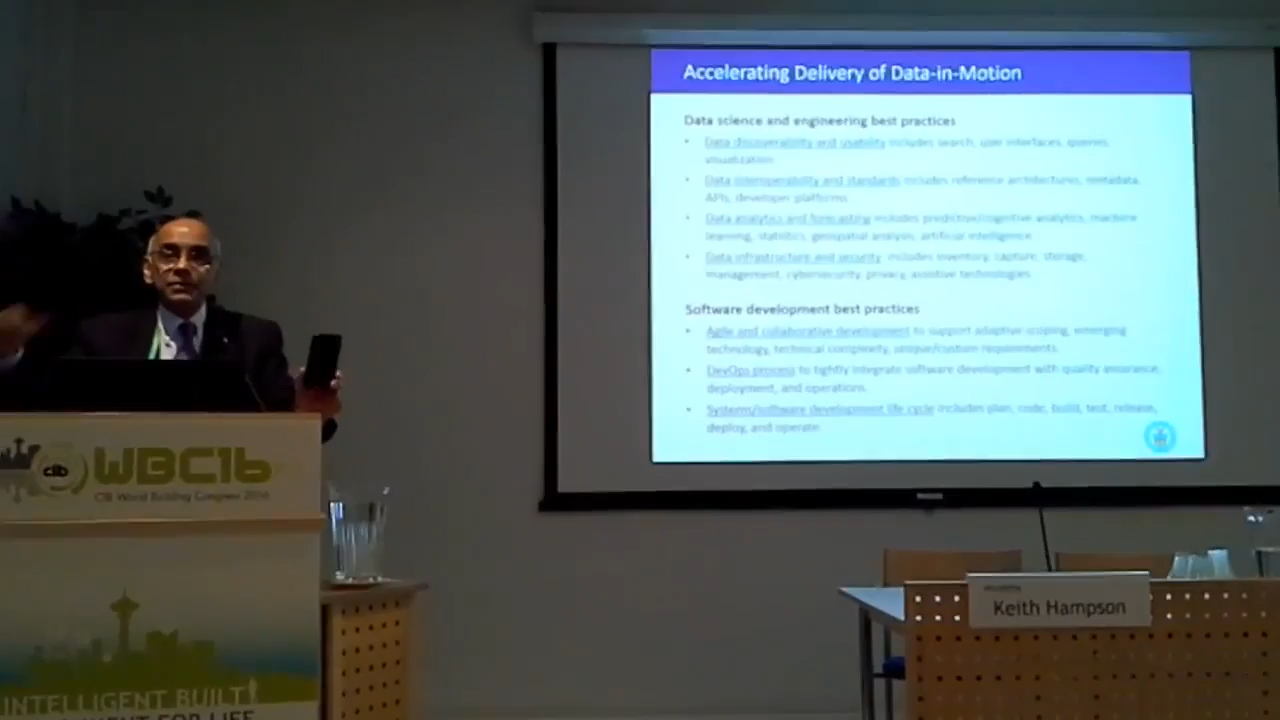 Accelerating Delivery of Data-in-Motion
Data science and engineering best practices
• Data discoverability and usability includes search, user interfaces, queries,
visualization
• Data interoperability and standards includes reference architectures, metadata,
APIs, developer platforms
• Data analytics and forecasting includes predictive/cognitive analytics, machine
learning, statistics, geospatial analysis, artificial intelligence
• Data infrastructure and security includes inventory, capture, storage,
management, cybersecurity, privacy, assistive technologies
Software development best practices
• Agile and collaborative development to support adaptive scoping, emerging
technology, technical complexity, unique/custom requirements.
• DevOps process to tightly integrate software development with quality assurance,
deployment, and operations.
• Systems/software development life cycle includes plan, code, build, test, release,
deploy, and operate
cib
WBC16
CIB World Building Congress 2016
INTELLIGENT BUILT
FOR LIFE
Keith Hampson